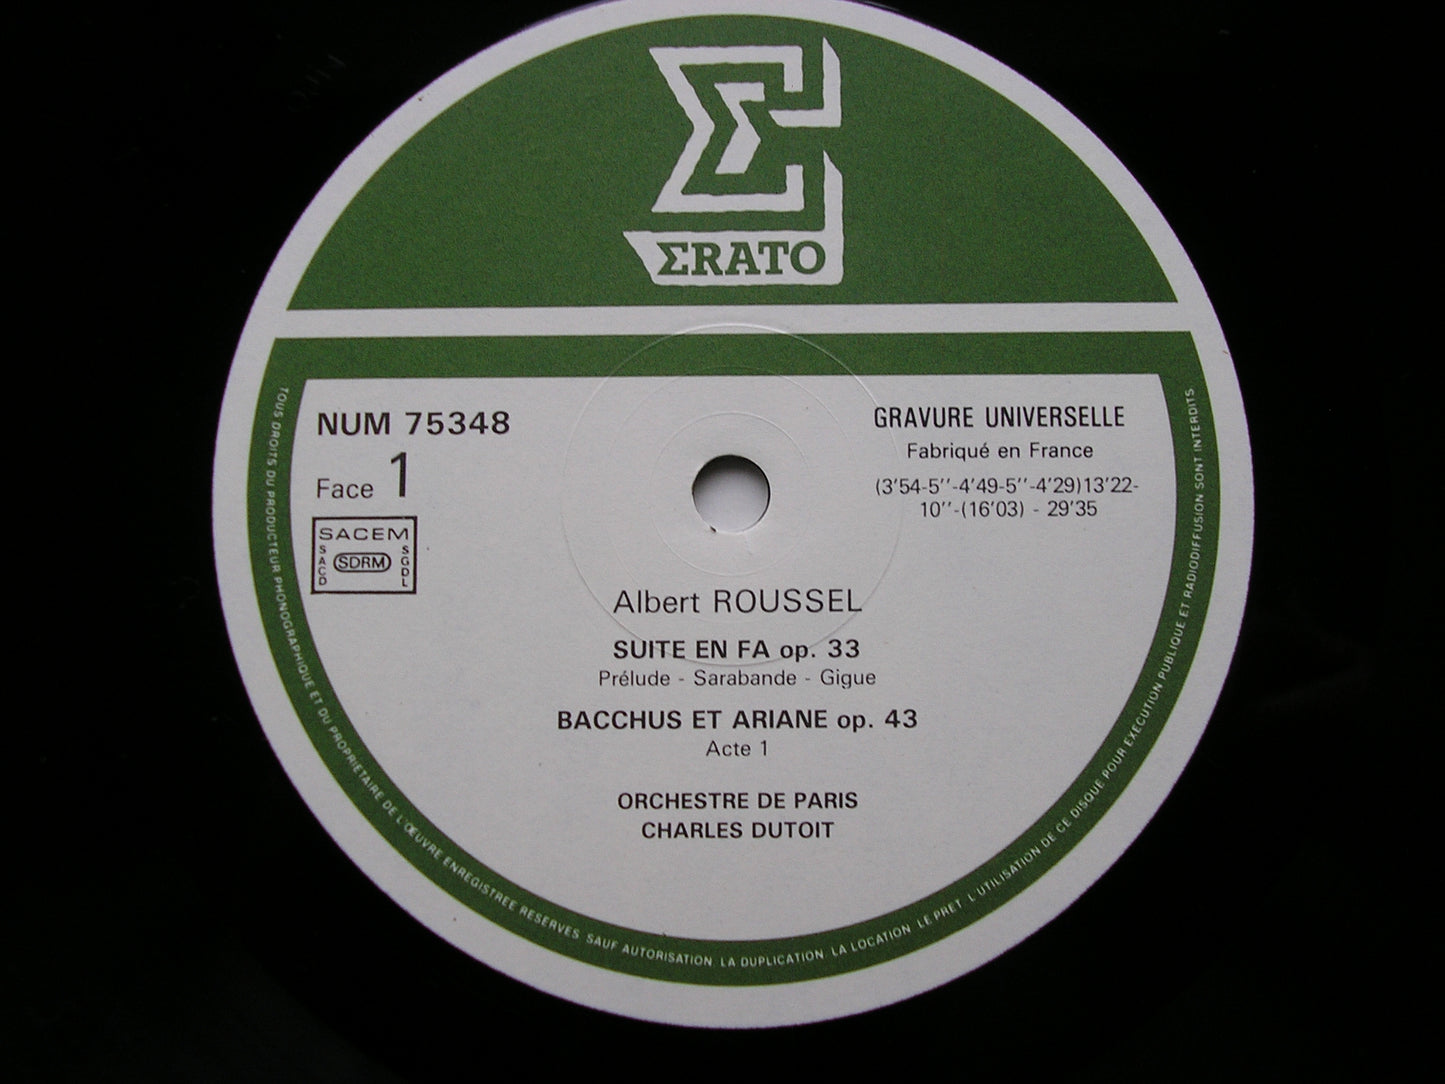 ΣRATO
NUM 75348
Face 1
SACEM
SACD
SDRM
SGDL
GRAVURE UNIVERSELLE
Fabriqué en France
(3'54-5''-4'49-5''-4'29)13'22-
10''-(16'03) - 29'35
Albert ROUSSEL
SUITE EN FA op. 33
Prélude - Sarabande - Gigue
BACCHUS ET ARIANE op. 43
Acte 1
ORCHESTRE DE PARIS
CHARLES DUTOIT
TOUS DROITS DU PRODUCTEUR PHONOGRAPHIQUE ET DU PROPRIETAIRE DE L'ŒUVRE ENREGISTREE RESERVES SAUF AUTORISATION. LA DUPLICATION. LA LOCATION. LE PRET. L'UTILISATION DE CE DISQUE POUR EXECUTION PUBLIQUE ET RADIODIFFUSION SONT INTERDITS